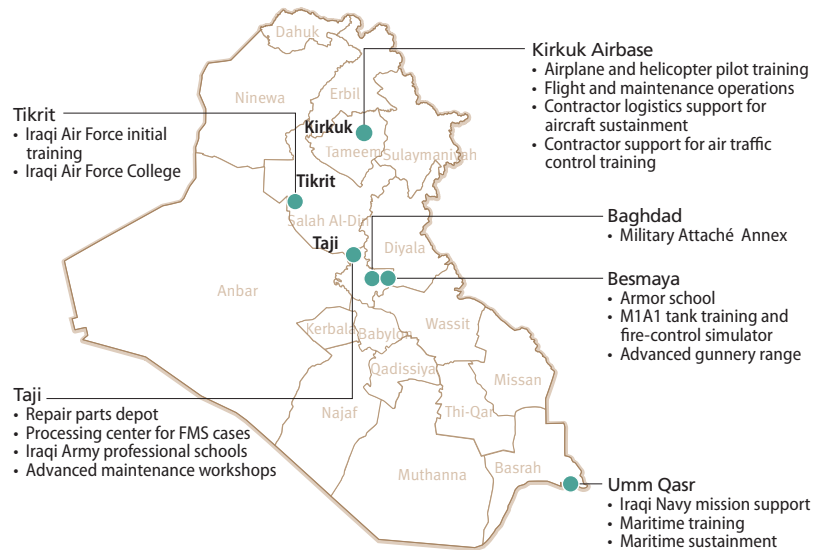 Dahuk
Ninewa
Erbil
Kirkuk
Tameem
Sulaymaniyah
Tikrit
Salah Al-Din
Taji
Diyala
Anbar
Kerbala
Babylon
Wassit
Qadissiya
Missan
Najaf
Thi-Qar
Muthanna
Basrah
Kirkuk Airbase
• Airplane and helicopter pilot training
• Flight and maintenance operations
• Contractor logistics support for
aircraft sustainment
• Contractor support for air traffic
control training
Tikrit
• Iraqi Air Force initial
training
• Iraqi Air Force College
Baghdad
• Military Attaché Annex
Besmaya
• Armor school
• M1A1 tank training and
fire-control simulator
• Advanced gunnery range
Taji
• Repair parts depot
• Processing center for FMS cases
• Iraqi Army professional schools
• Advanced maintenance workshops
Umm Qasr
• Iraqi Navy mission support
• Maritime training
• Maritime sustainment